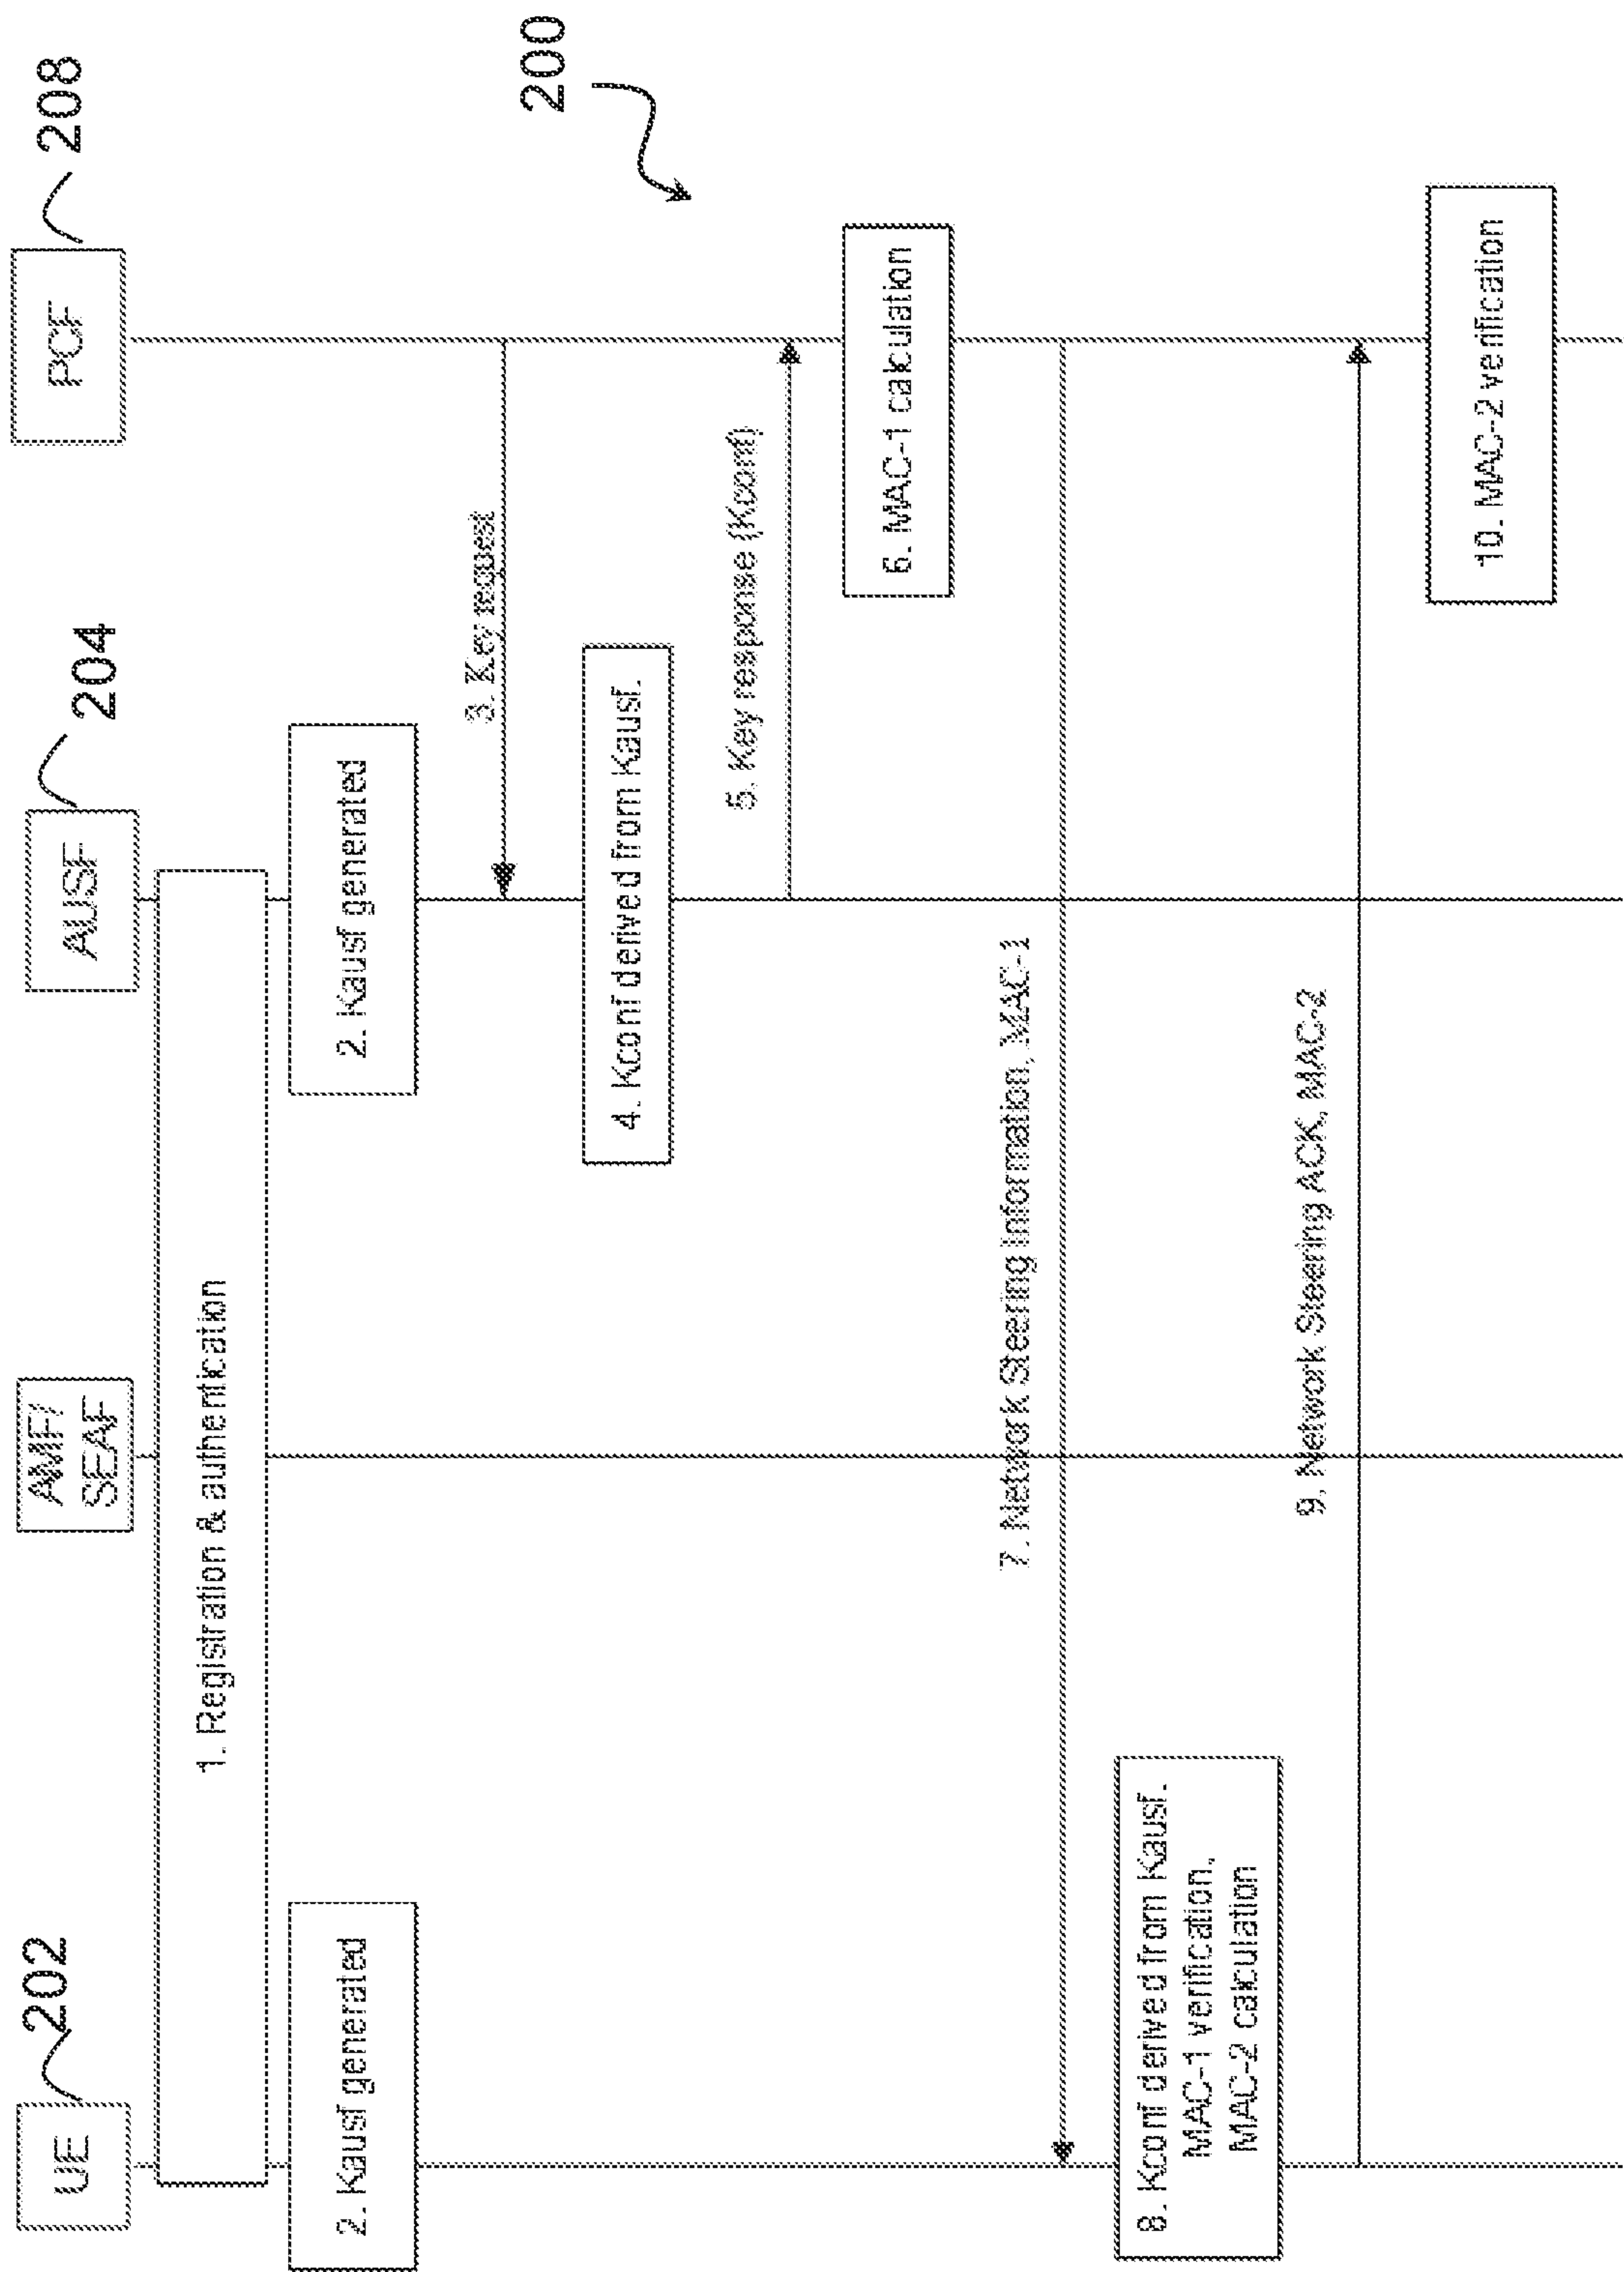 UE
202
AMF/
SEAF
AUSF
204
PCF
208
200
1. Registration & authentication
2. Kausf generated
2. Kausf generated
3. Key request
4. Kconf derived from Kausf.
5. Key response (Kconf)
6. MAC-1 calculation
7. Network Steering Information, MAC-1
8. Kconf derived from Kausf.
MAC-1 verification,
MAC-2 calculation
9. Network Steering ACK, MAC-2
10. MAC-2 verification